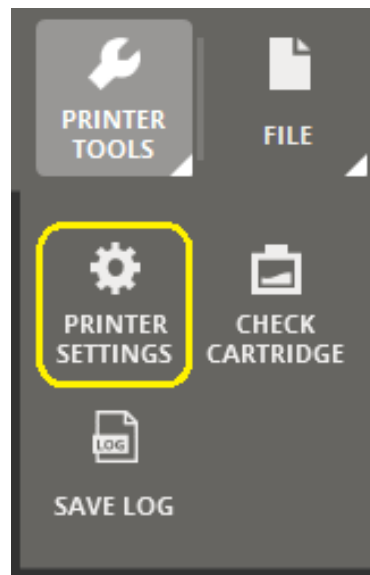 PRINTER
TOOLS
FILE
PRINTER
SETTINGS
CHECK
CARTRIDGE
LOG
SAVE LOG